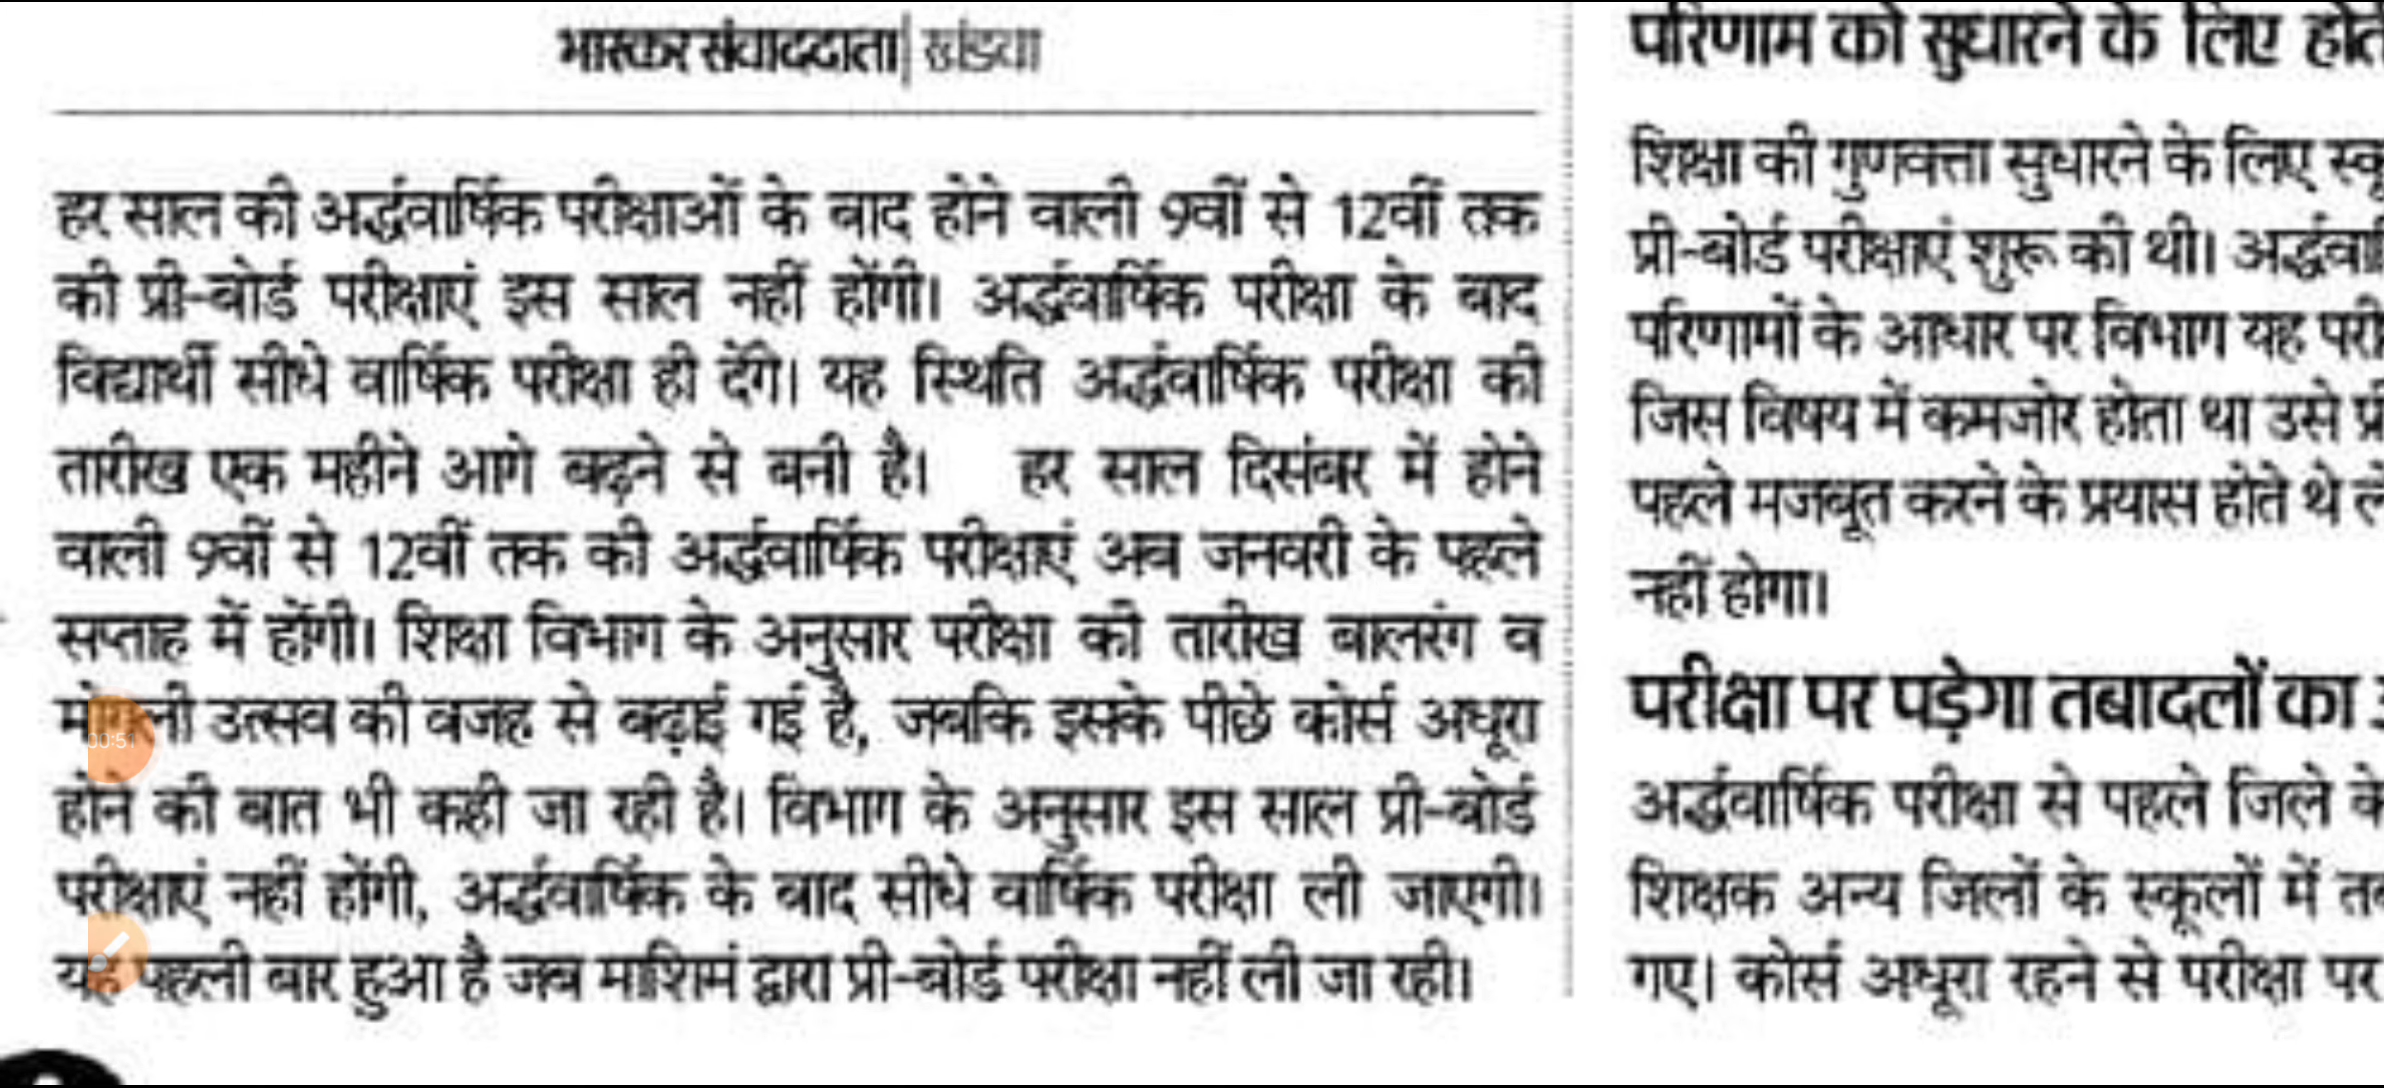 भास्कर संवाददाता| खंडवा
हर साल की अर्द्धवार्षिक परीक्षाओं के बाद होने वाली 9वीं से 12वीं तक
की प्री-बोर्ड परीक्षाएं इस साल नहीं होंगी। अर्द्धवार्षिक परीक्षा के बाद
विद्यार्थी सीधे वार्षिक परीक्षा ही देंगे। यह स्थिति अर्द्धवार्षिक परीक्षा की
तारीख एक महीने आगे बढ़ने से बनी है। हर साल दिसंबर में होने
वाली 9वीं से 12वीं तक की अर्द्धवार्षिक परीक्षाएं अब जनवरी के पहले
सप्ताह में होंगी। शिक्षा विभाग के अनुसार परीक्षा की तारीख बालरंग व
मोगली उत्सव की वजह से बढ़ाई गई है, जबकि इसके पीछे कोर्स अधूरा
होने की बात भी कही जा रही है। विभाग के अनुसार इस साल प्री-बोर्ड
परीक्षाएं नहीं होंगी, अर्द्धवार्षिक के बाद सीधे वार्षिक परीक्षा ली जाएगी।
यह पहली बार हुआ है जब माशिमं द्वारा प्री-बोर्ड परीक्षा नहीं ली जा रही।
00:51
परिणाम को सुधारने के लिए
शिक्षा की गुणवत्ता सुधारने के लिए
प्री-बोर्ड परीक्षाएं शुरू की थी।
परिणामों के आधार पर विभाग यह
जिस विषय में कमजोर होता था उसे
पहले मजबूत करने के प्रयास होते थे
नहीं होगा।
परीक्षा पर पड़ेगा तबादलों का
अर्द्धवार्षिक परीक्षा से पहले जिले के
शिक्षक अन्य जिलों के स्कूलों में
गए। कोर्स अधूरा रहने से परीक्षा पर